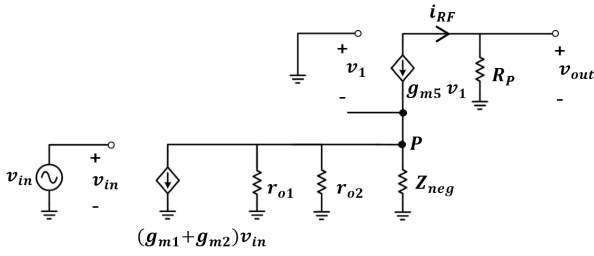 i_RF
+
v_1
-
g_m5 v_1
R_P
+
v_out
-
P
v_in
+
v_in
-
r_o1
r_o2
Z_neg
(g_m1+g_m2)v_in